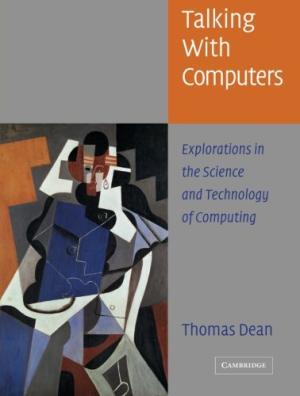 Talking
With
Computers
Explorations in
the Science
and Technology
of Computing
Thomas Dean
CAMBRIDGE